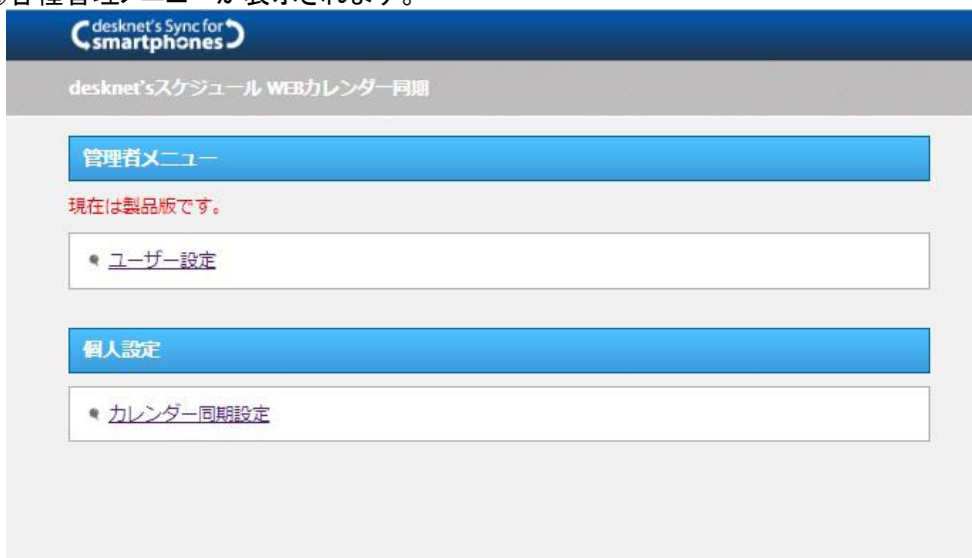 各種管理メニューが表示されます。
desknet's Sync for
smartphones
desknet'sスケジュール WEBカレンダー同期
管理者メニュー
現在は製品版です。
ユーザー設定
個人設定
カレンダー同期設定